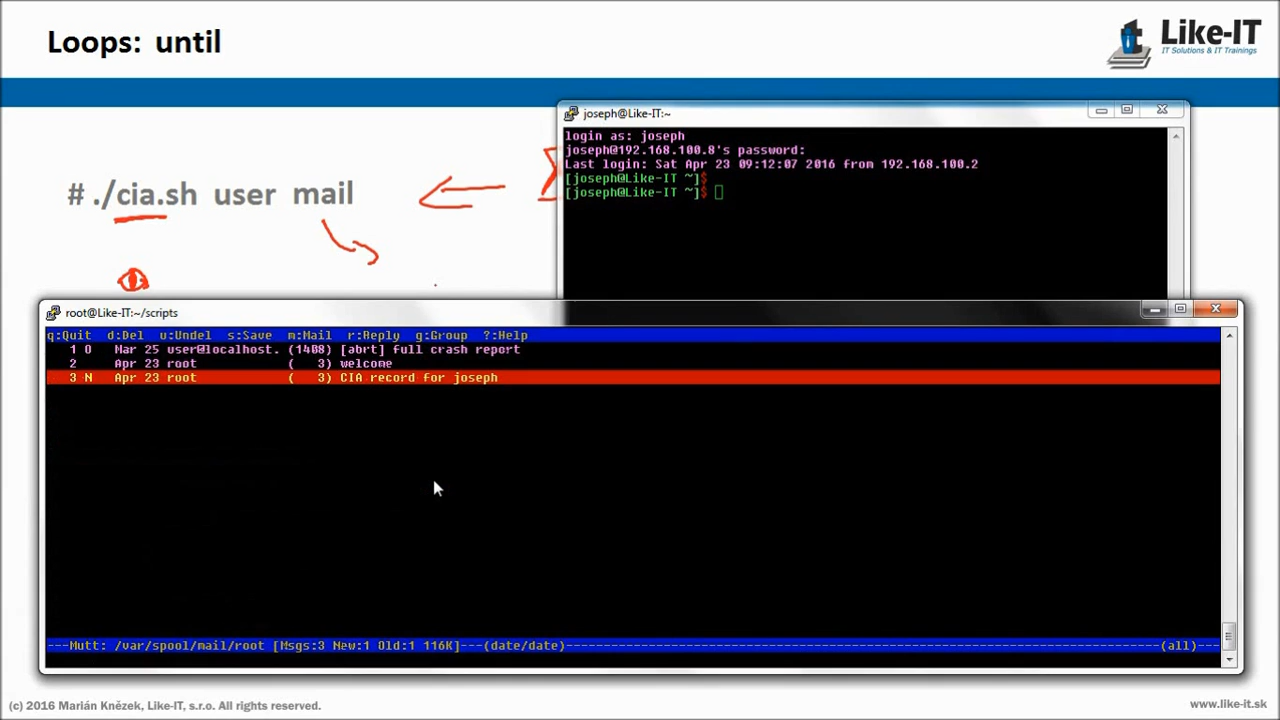 Loops: until
Like-IT
IT Solutions & IT Trainings
# ./cia.sh user mail
joseph@Like-IT:~
login as: joseph
joseph@192.168.100.8's password:
Last login: Sat Apr 23 09:12:07 2016 from 192.168.100.2
[joseph@Like-IT ~]$
[joseph@Like-IT ~]$
root@Like-IT:~/scripts
q:Quit d:Del u:Undel s:Save m:Mail r:Reply g:Group ?:Help
1 O Mar 25 user@localhost. (1408) [abrt] full crash report
2 Apr 23 root ( 3) welcome
3 N Apr 23 root ( 3) CIA record for joseph
---Mutt: /var/spool/mail/root [Msgs:3 New:1 Old:1 116K]---(date/date)---(all)---
(c) 2016 Marián Knězek, Like-IT, s.r.o. All rights reserved.
www.like-it.sk